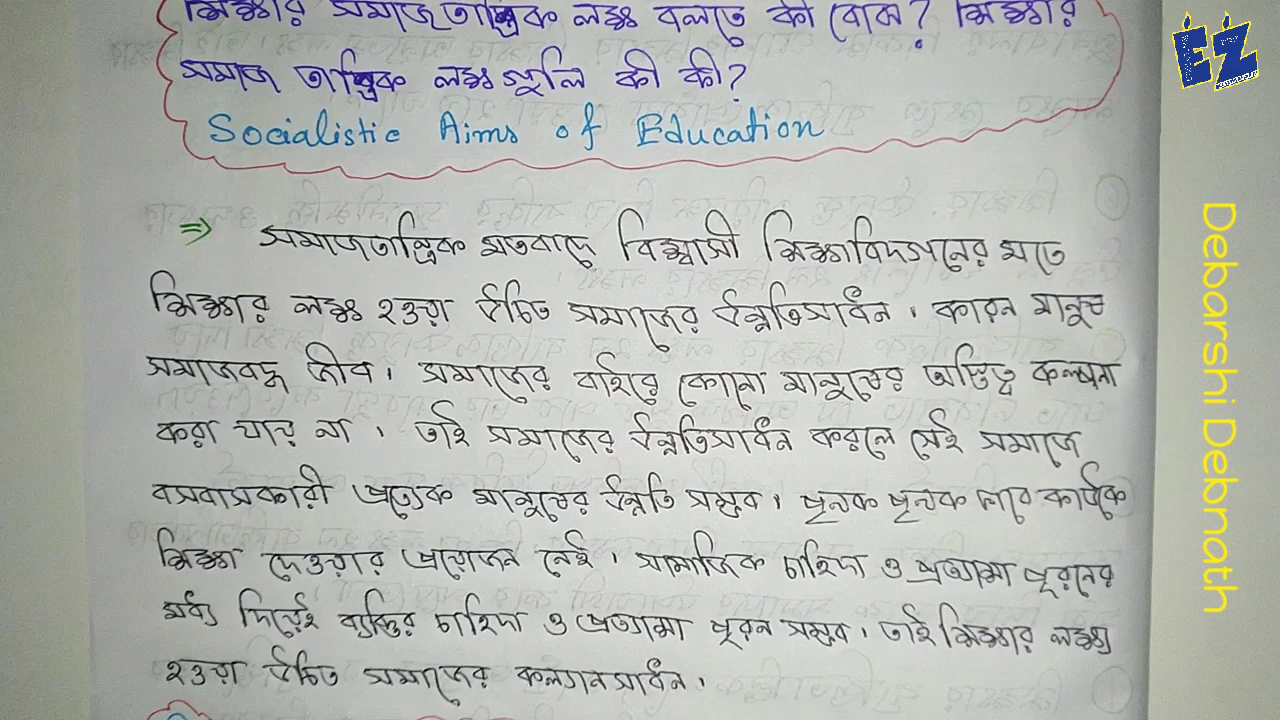 শিক্ষার সমাজতান্ত্রিক লক্ষ্য বলতে কী বোঝ? শিক্ষার
সমাজ তান্ত্রিক লক্ষ্যগুলি কী কী?
Socialistic Aims of Education
EZ
⇒ সমাজতান্ত্রিক মতবাদে বিশ্বাসী শিক্ষাবিদগনের মতে
শিক্ষার লক্ষ্য হওয়া উচিত সমাজের উন্নতিসাধন। কারন মানুষ
সমাজবদ্ধ জীব। সমাজের বাইরে কোনো মানুষের অস্তিত্ব কল্পনা
করা যায় না। তাই সমাজের উন্নতিসাধন করলে সেই সমাজে
বসবাসকারী প্রত্যেক মানুষের উন্নতি সম্ভব। পৃথক পৃথক ভাবে কাউকে
শিক্ষা দেওয়ার প্রয়োজন নেই। সামাজিক চাহিদা ও প্রত্যাশা পূরনের
মধ্য দিয়েই ব্যক্তির চাহিদা ও প্রত্যাশা পূরন সম্ভব। তাই শিক্ষার লক্ষ্য
হওয়া উচিত সমাজের কল্যানসাধন।
Debarshi Debnath